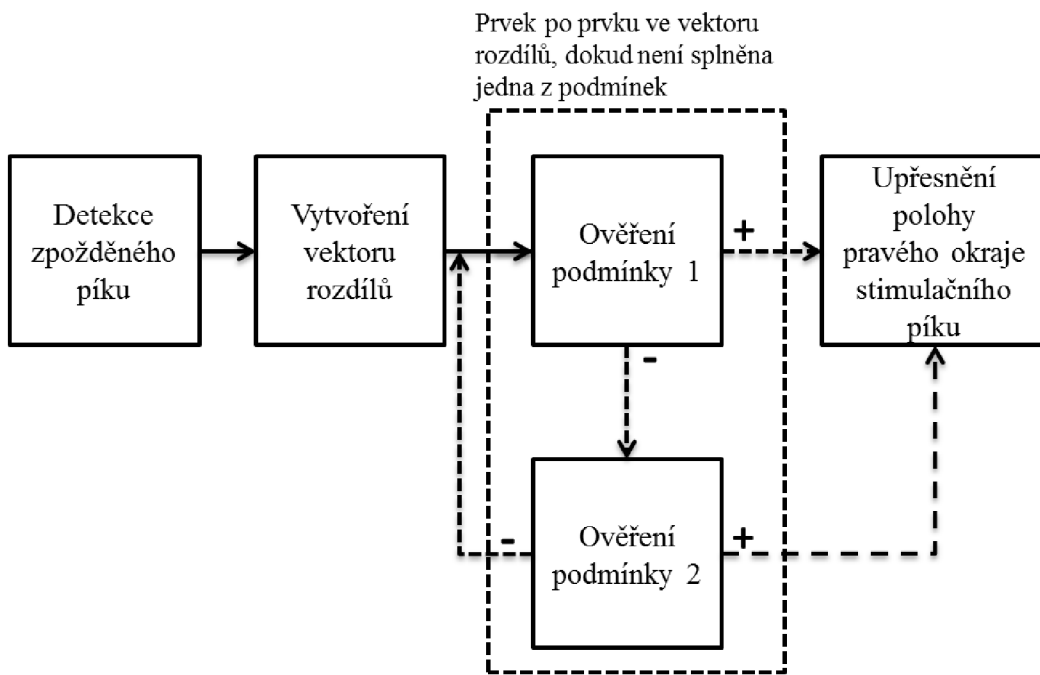 Prvek po prvku ve vektoru
rozdílů, dokud není splněna
jedna z podmínek
Detekce
zpožděného
píku
Vytvoření
vektoru
rozdílů
Ověření
podmínky 1
+
-
Upřesnění
polohy
pravého okraje
stimulačního
píku
-
Ověření
podmínky 2
+